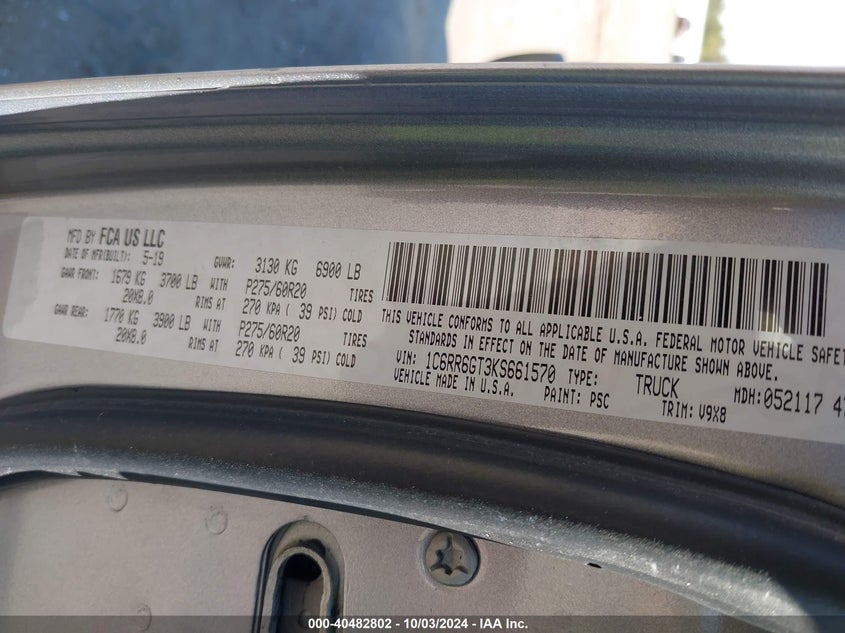 MFD BY FCA US LLC
DATE OF MFR(BUILT): 5-19 GVWR: 3130 KG 6900 LB
GAWR FRONT: 1679 KG 3700 LB WITH P275/60R20 TIRES
20X8.0 RIMS AT 270 KPA ( 39 PSI) COLD
GAWR REAR: 1770 KG 3900 LB WITH P275/60R20 TIRES
20X8.0 RIMS AT 270 KPA ( 39 PSI) COLD
THIS VEHICLE CONFORMS TO ALL APPLICABLE U.S.A. FEDERAL MOTOR VEHICLE SAFET
STANDARDS IN EFFECT ON THE DATE OF MANUFACTURE SHOWN ABOVE.
VIN: 1C6RR6GT3KS661570 TYPE: TRUCK MDH:052117 4
VEHICLE MADE IN U.S.A. PAINT: PSC TRIM: V9X8
000-40482802 - 10/03/2024 - IAA Inc.